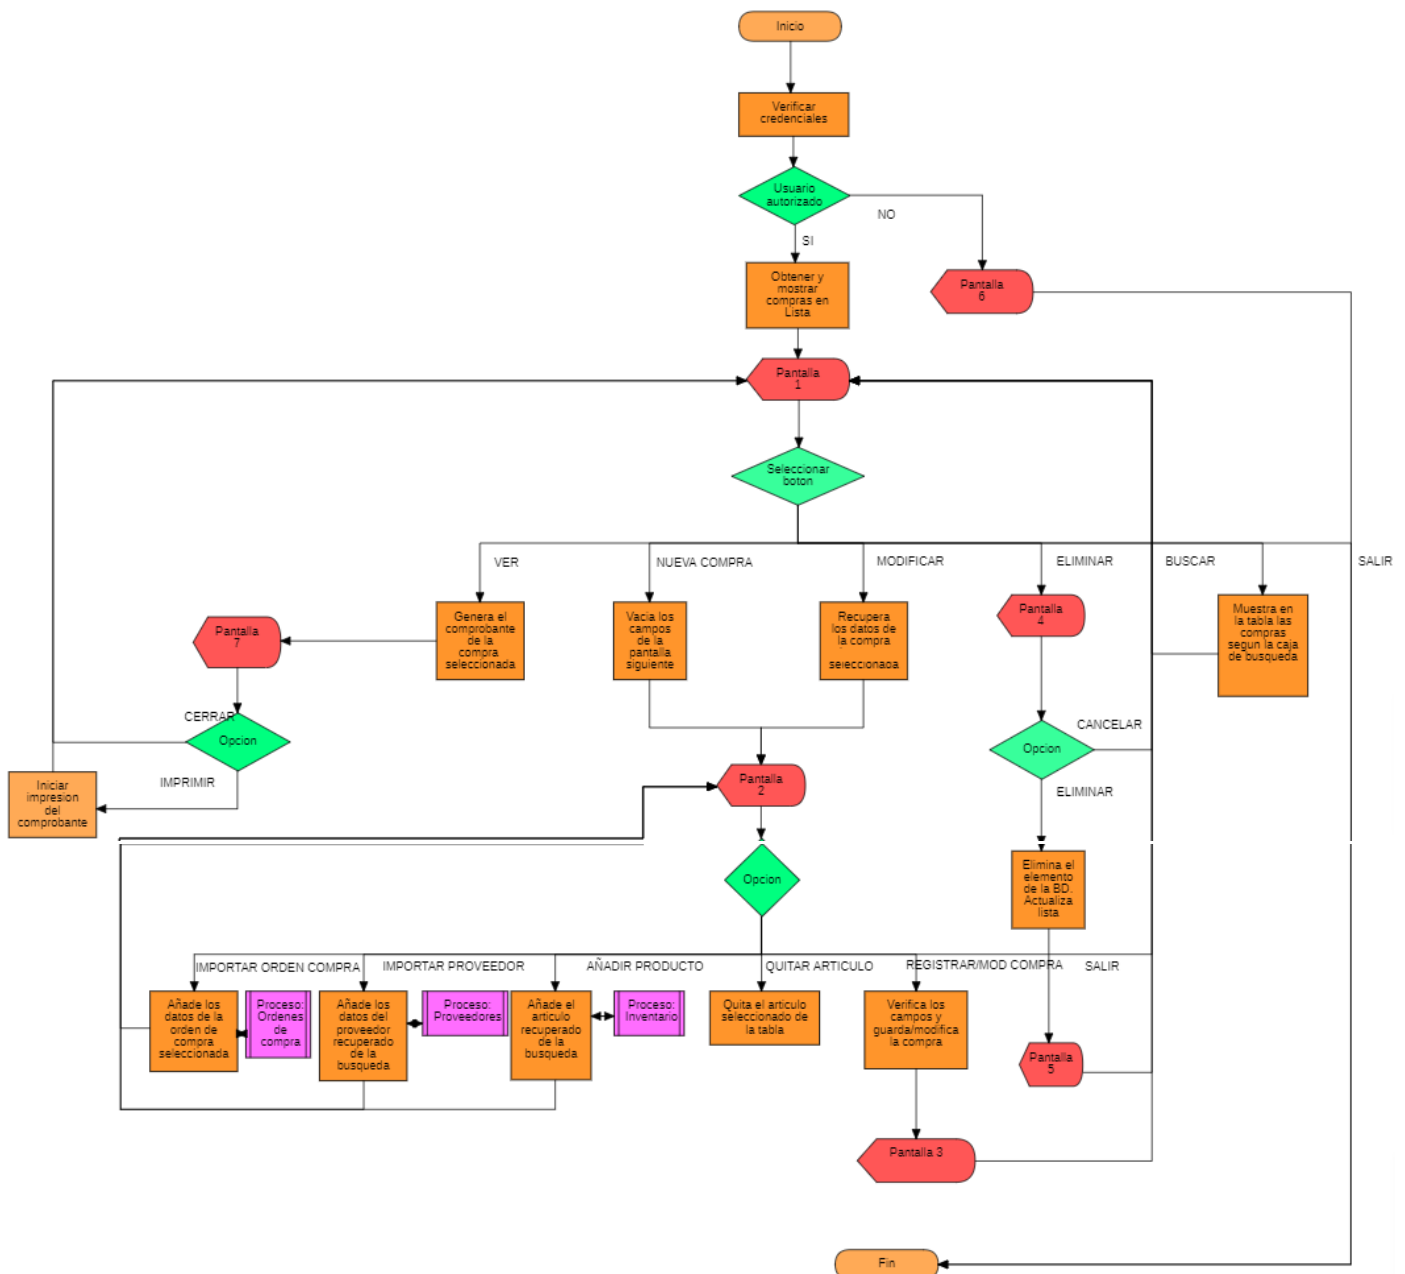 Inicio
Verificar
credenciales
Usuario
autorizado
NO
SI
Obtener y
mostrar
compras en
Lista
Pantalla
6
Pantalla
1
Seleccionar
boton
VER
NUEVA COMPRA
MODIFICAR
ELIMINAR
BUSCAR
SALIR
Pantalla
7
Genera el
comprobante
de la
compra
seleccionada
Vacia los
campos
de la
pantalla
siguiente
Recupera
los datos de
la compra
seleccionada
Pantalla
4
Muestra en
la tabla las
compras
segun la caja
de busqueda
CERRAR
Opcion
IMPRIMIR
Iniciar
impresion
del
comprobante
Pantalla
2
Opcion
CANCELAR
ELIMINAR
Opcion
Elimina el
elemento
de la BD.
Actualiza
lista
IMPORTAR ORDEN COMPRA
IMPORTAR PROVEEDOR
AÑADIR PRODUCTO
QUITAR ARTICULO
REGISTRAR/MOD COMPRA
SALIR
Añade los
datos de la
orden de
compra
seleccionada
Proceso:
Ordenes
de
compra
Añade los
datos del
proveedor
recuperado
de la
busqueda
Proceso:
Proveedores
Añade el
articulo
recuperado
de la
busqueda
Proceso:
Inventario
Quita el articulo
seleccionado de
la tabla
Verifica los
campos y
guarda/modifica
la compra
Pantalla
5
Pantalla 3
Fin